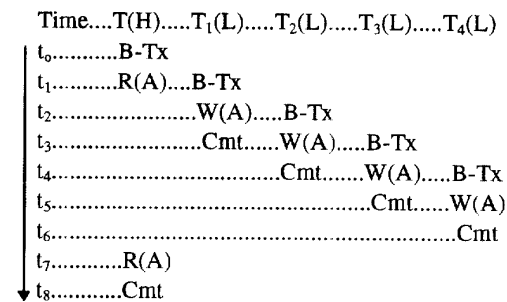 Time....T(H).....T₁(L).....T₂(L).....T₃(L).....T₄(L)
tₒ...........B-Tx
t₁...........R(A)....B-Tx
t₂.......................W(A).....B-Tx
t₃........................Cmt......W(A).....B-Tx
t₄.....................................Cmt.......W(A).....B-Tx
t₅....................................................Cmt......W(A)
t₆..................................................................Cmt
t₇...........R(A)
t₈...........Cmt